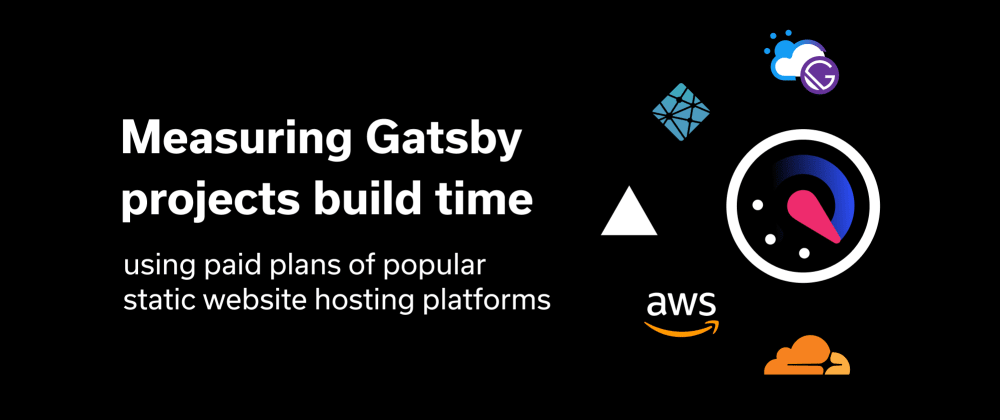 Measuring Gatsby
projects build time
using paid plans of popular
static website hosting platforms
aws